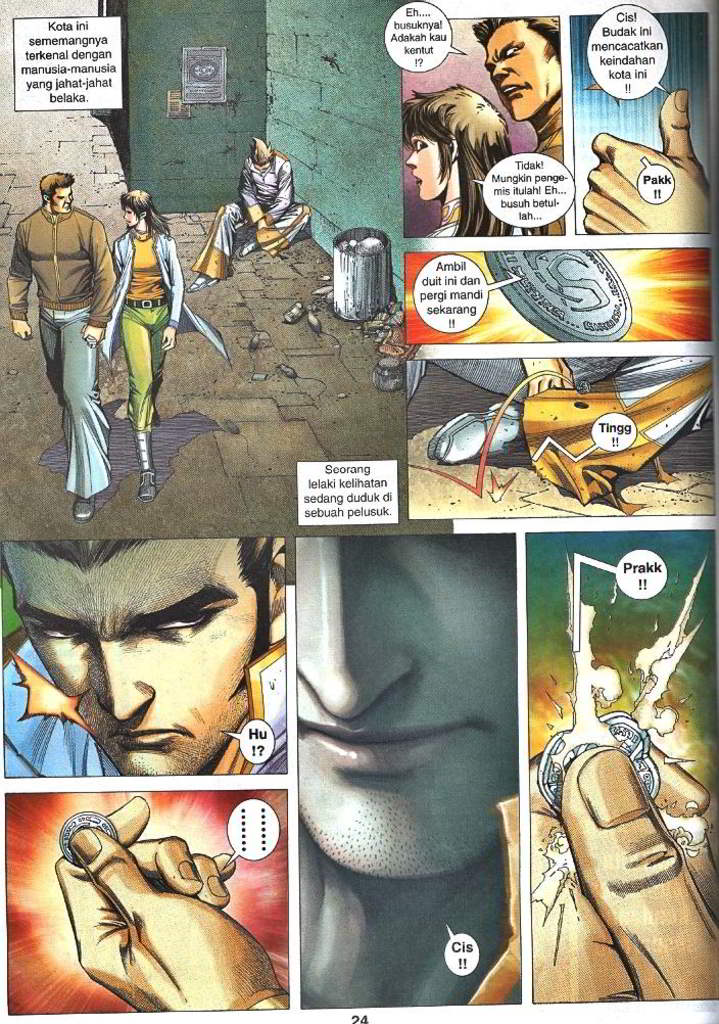 Kota ini
sememangnya
terkenal dengan
manusia-manusia
yang jahat-jahat
belaka.
Eh....
busuknya!
Adakah kau
kentut
!?
Tidak!
Mungkin penge-
mis itulah! Eh...
busuh betul-
lah...
Cis!
Budak ini
mencacatkan
keindahan
kota ini
!!
Pakk
!!
Ambil
duit ini dan
pergi mandi
sekarang
!!
Tingg
!!
Seorang
lelaki kelihatan
sedang duduk di
sebuah pelusuk.
Hu
!?
Cis
!!
Prakk
!!
24